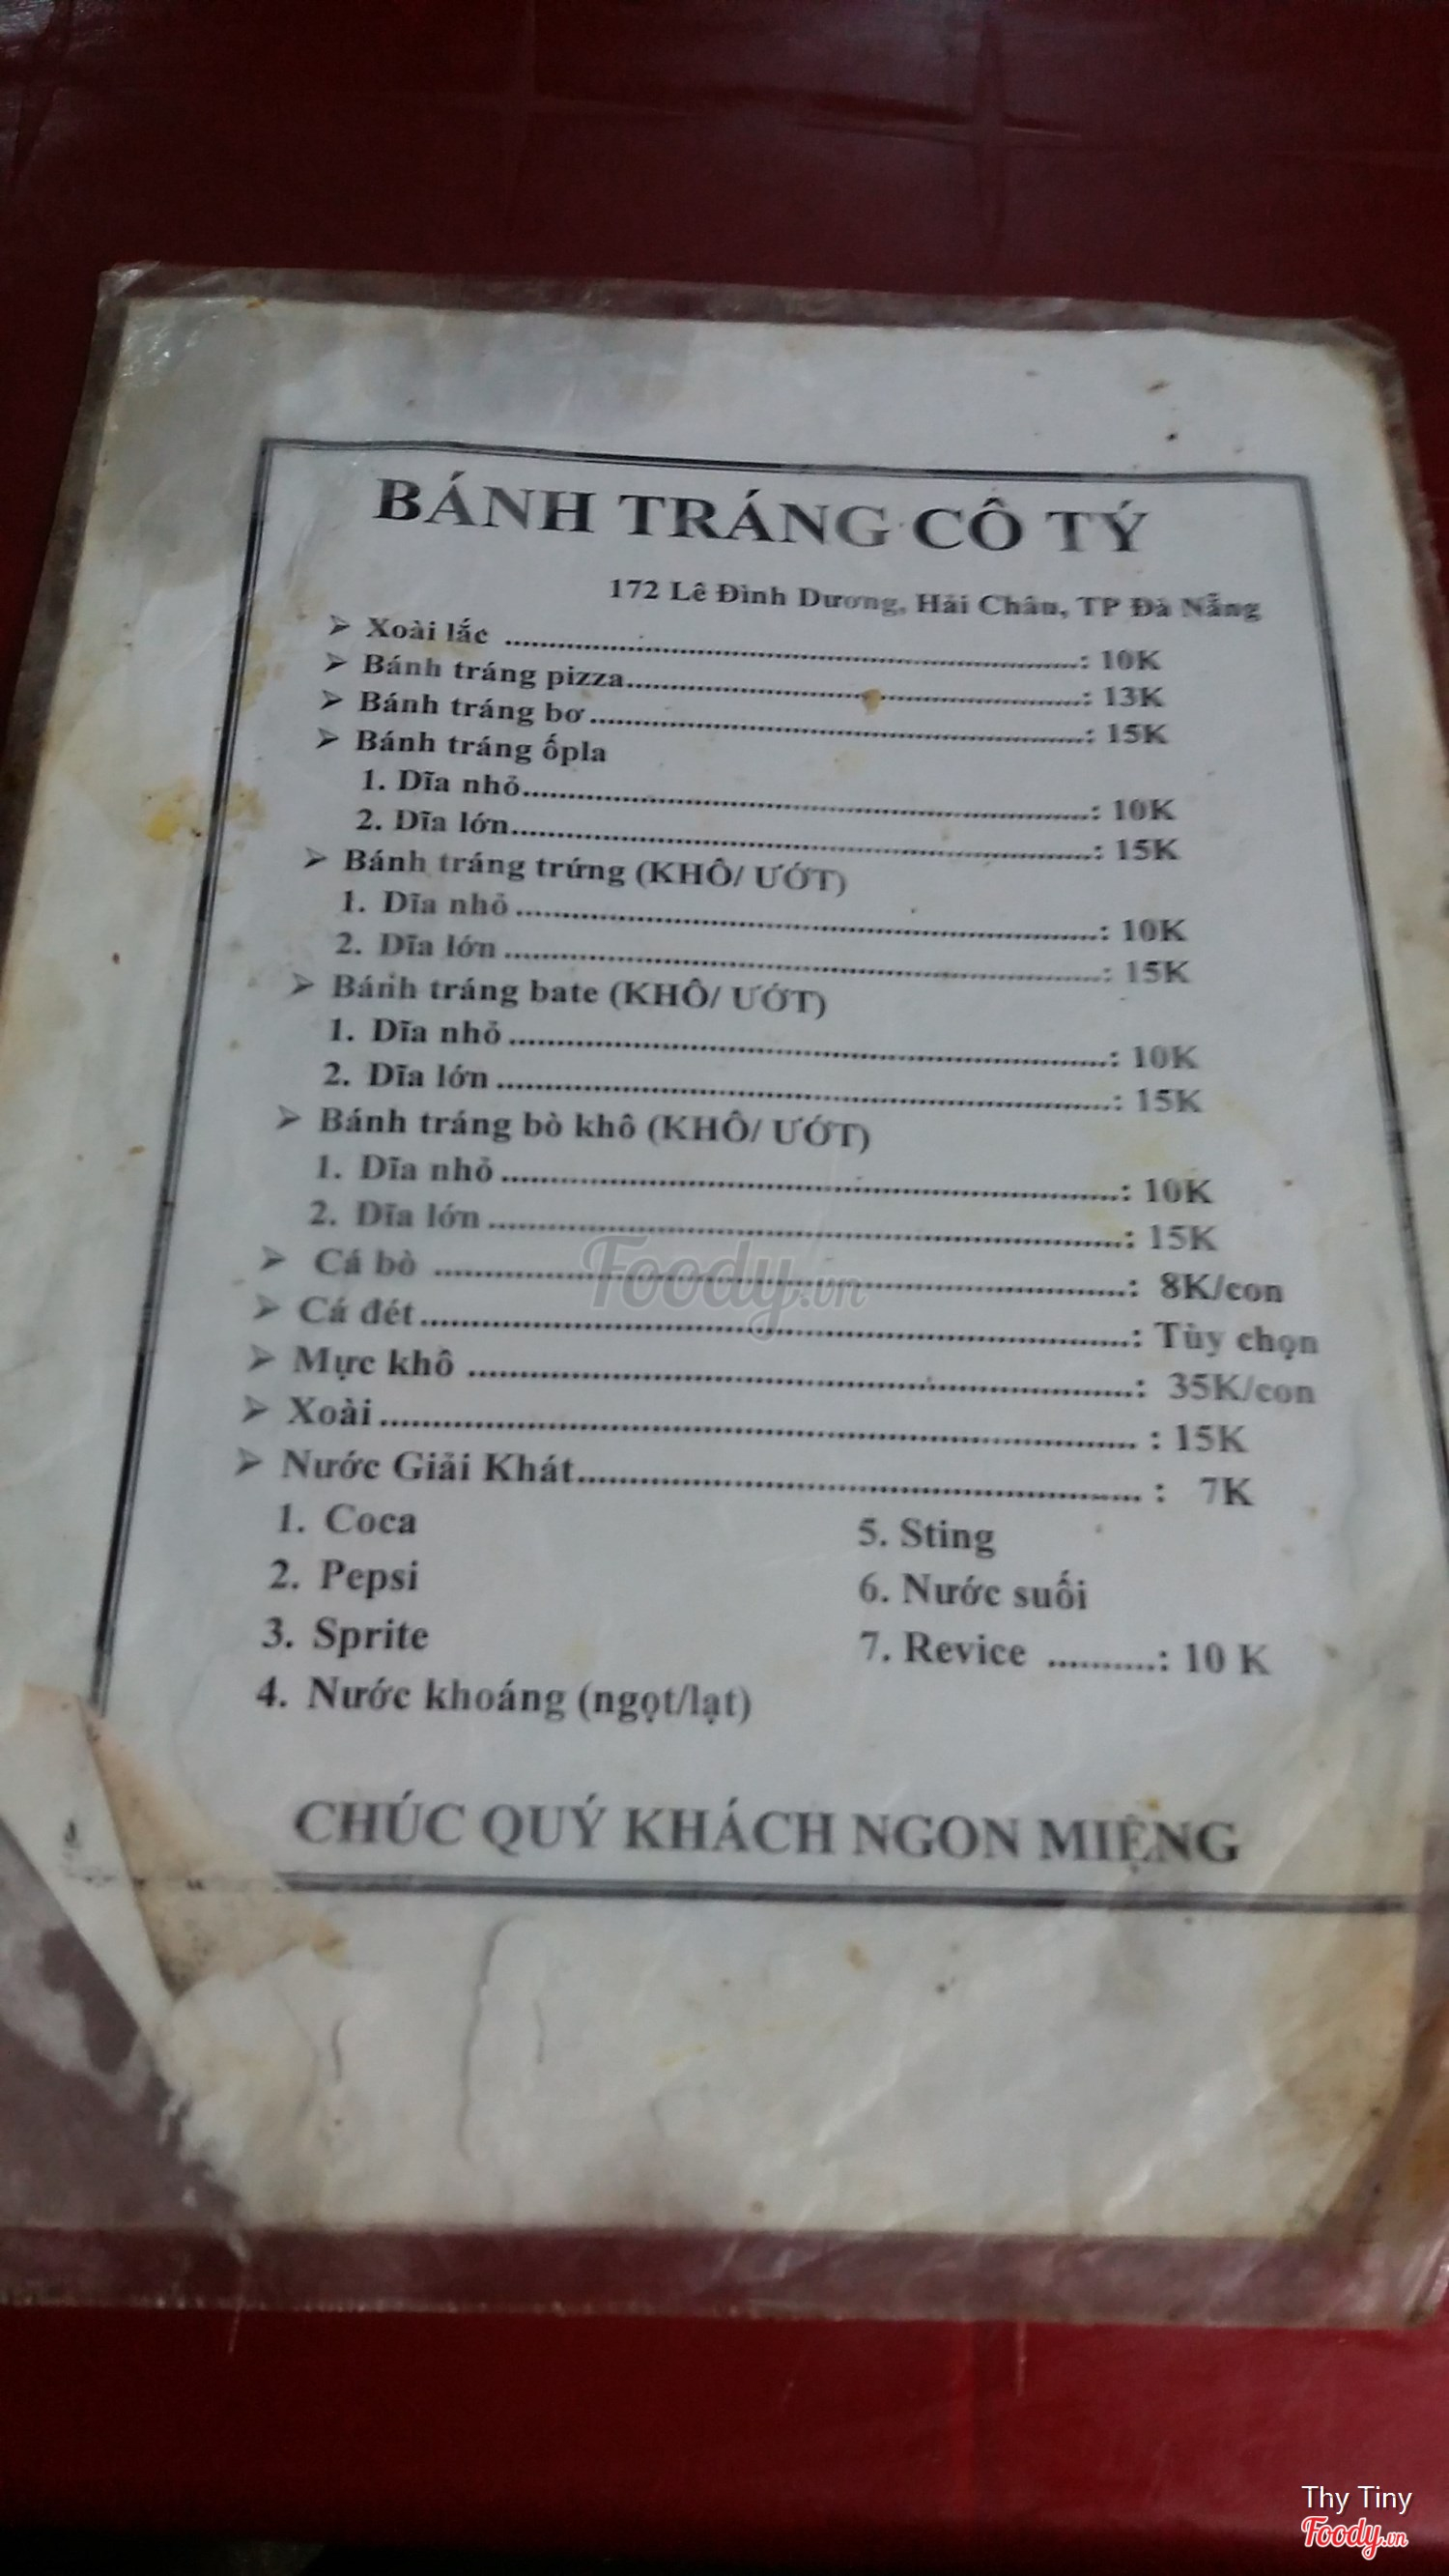 BÁNH TRÁNG CÔ TÝ
172 Lê Đình Dương, Hải Châu, TP Đà Nẵng
➢ Xoài lắc ..........: 10K
➢ Bánh tráng pizza..........: 13K
➢ Bánh tráng bơ..........: 15K
➢ Bánh tráng ốpla
1. Dĩa nhỏ..........: 10K
2. Dĩa lớn..........: 15K
➢ Bánh tráng trứng (KHÔ/ ƯỚT)
1. Dĩa nhỏ..........: 10K
2. Dĩa lớn ..........: 15K
➢ Bánh tráng bate (KHÔ/ ƯỚT)
1. Dĩa nhỏ..........: 10K
2. Dĩa lớn..........: 15K
➢ Bánh tráng bò khô (KHÔ/ ƯỚT)
1. Dĩa nhỏ..........: 10K
2. Dĩa lớn..........: 15K
➢ Cá bò ..........: 8K/con
➢ Cá đét..........: Tùy chọn
➢ Mực khô ..........: 35K/con
➢ Xoài.......... : 15K
➢ Nước Giải Khát.......... : 7K
1. Coca
2. Pepsi
3. Sprite
4. Nước khoáng (ngọt/lạt)
5. Sting
6. Nước suối
7. Revice ..........: 10 K
CHÚC QUÝ KHÁCH NGON MIỆNG
Foody.vn
Thy Tiny
Foody.vn